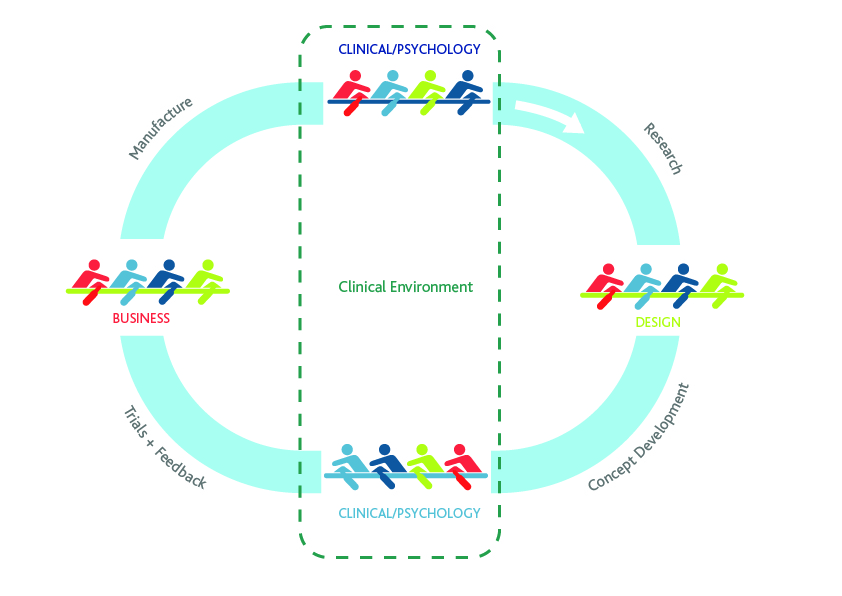 CLINICAL/PSYCHOLOGY
Manufacture
Research
Clinical Environment
BUSINESS
DESIGN
Trials + Feedback
Concept Development
CLINICAL/PSYCHOLOGY